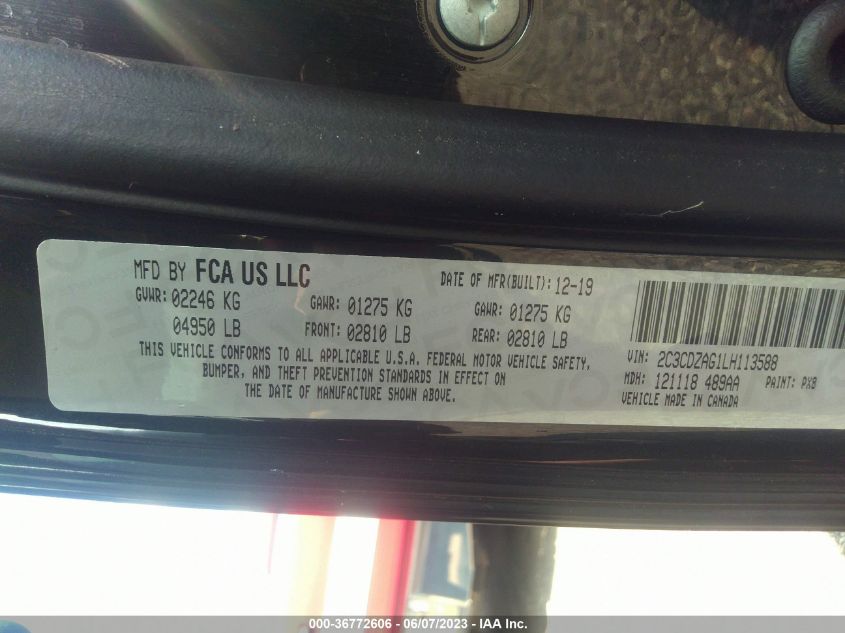 MFD BY FCA US LLC DATE OF MFR(BUILT): 12-19
GVWR: 02246 KG GAWR: 01275 KG GAWR: 01275 KG
04950 LB FRONT: 02810 LB REAR: 02810 LB
THIS VEHICLE CONFORMS TO ALL APPLICABLE U.S.A. FEDERAL MOTOR VEHICLE SAFETY,
BUMPER, AND THEFT PREVENTION STANDARDS IN EFFECT ON
THE DATE OF MANUFACTURE SHOWN ABOVE.
VIN: 2C3CDZAG1LH113588
MDH: 121118 489AA PAINT: PX8
VEHICLE MADE IN CANADA
000-36772606 - 06/07/2023 - IAA Inc.